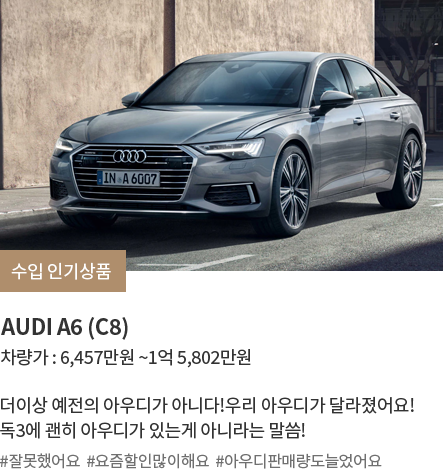 IN A 6007
수입 인기상품
AUDI A6 (C8)
차량가 : 6,457만원 ~1억 5,802만원
더이상 예전의 아우디가 아니다!우리 아우디가 달라졌어요!
독3에 괜히 아우디가 있는게 아니라는 말씀!
#잘못했어요 #요즘할인많이해요 #아우디판매량도늘었어요